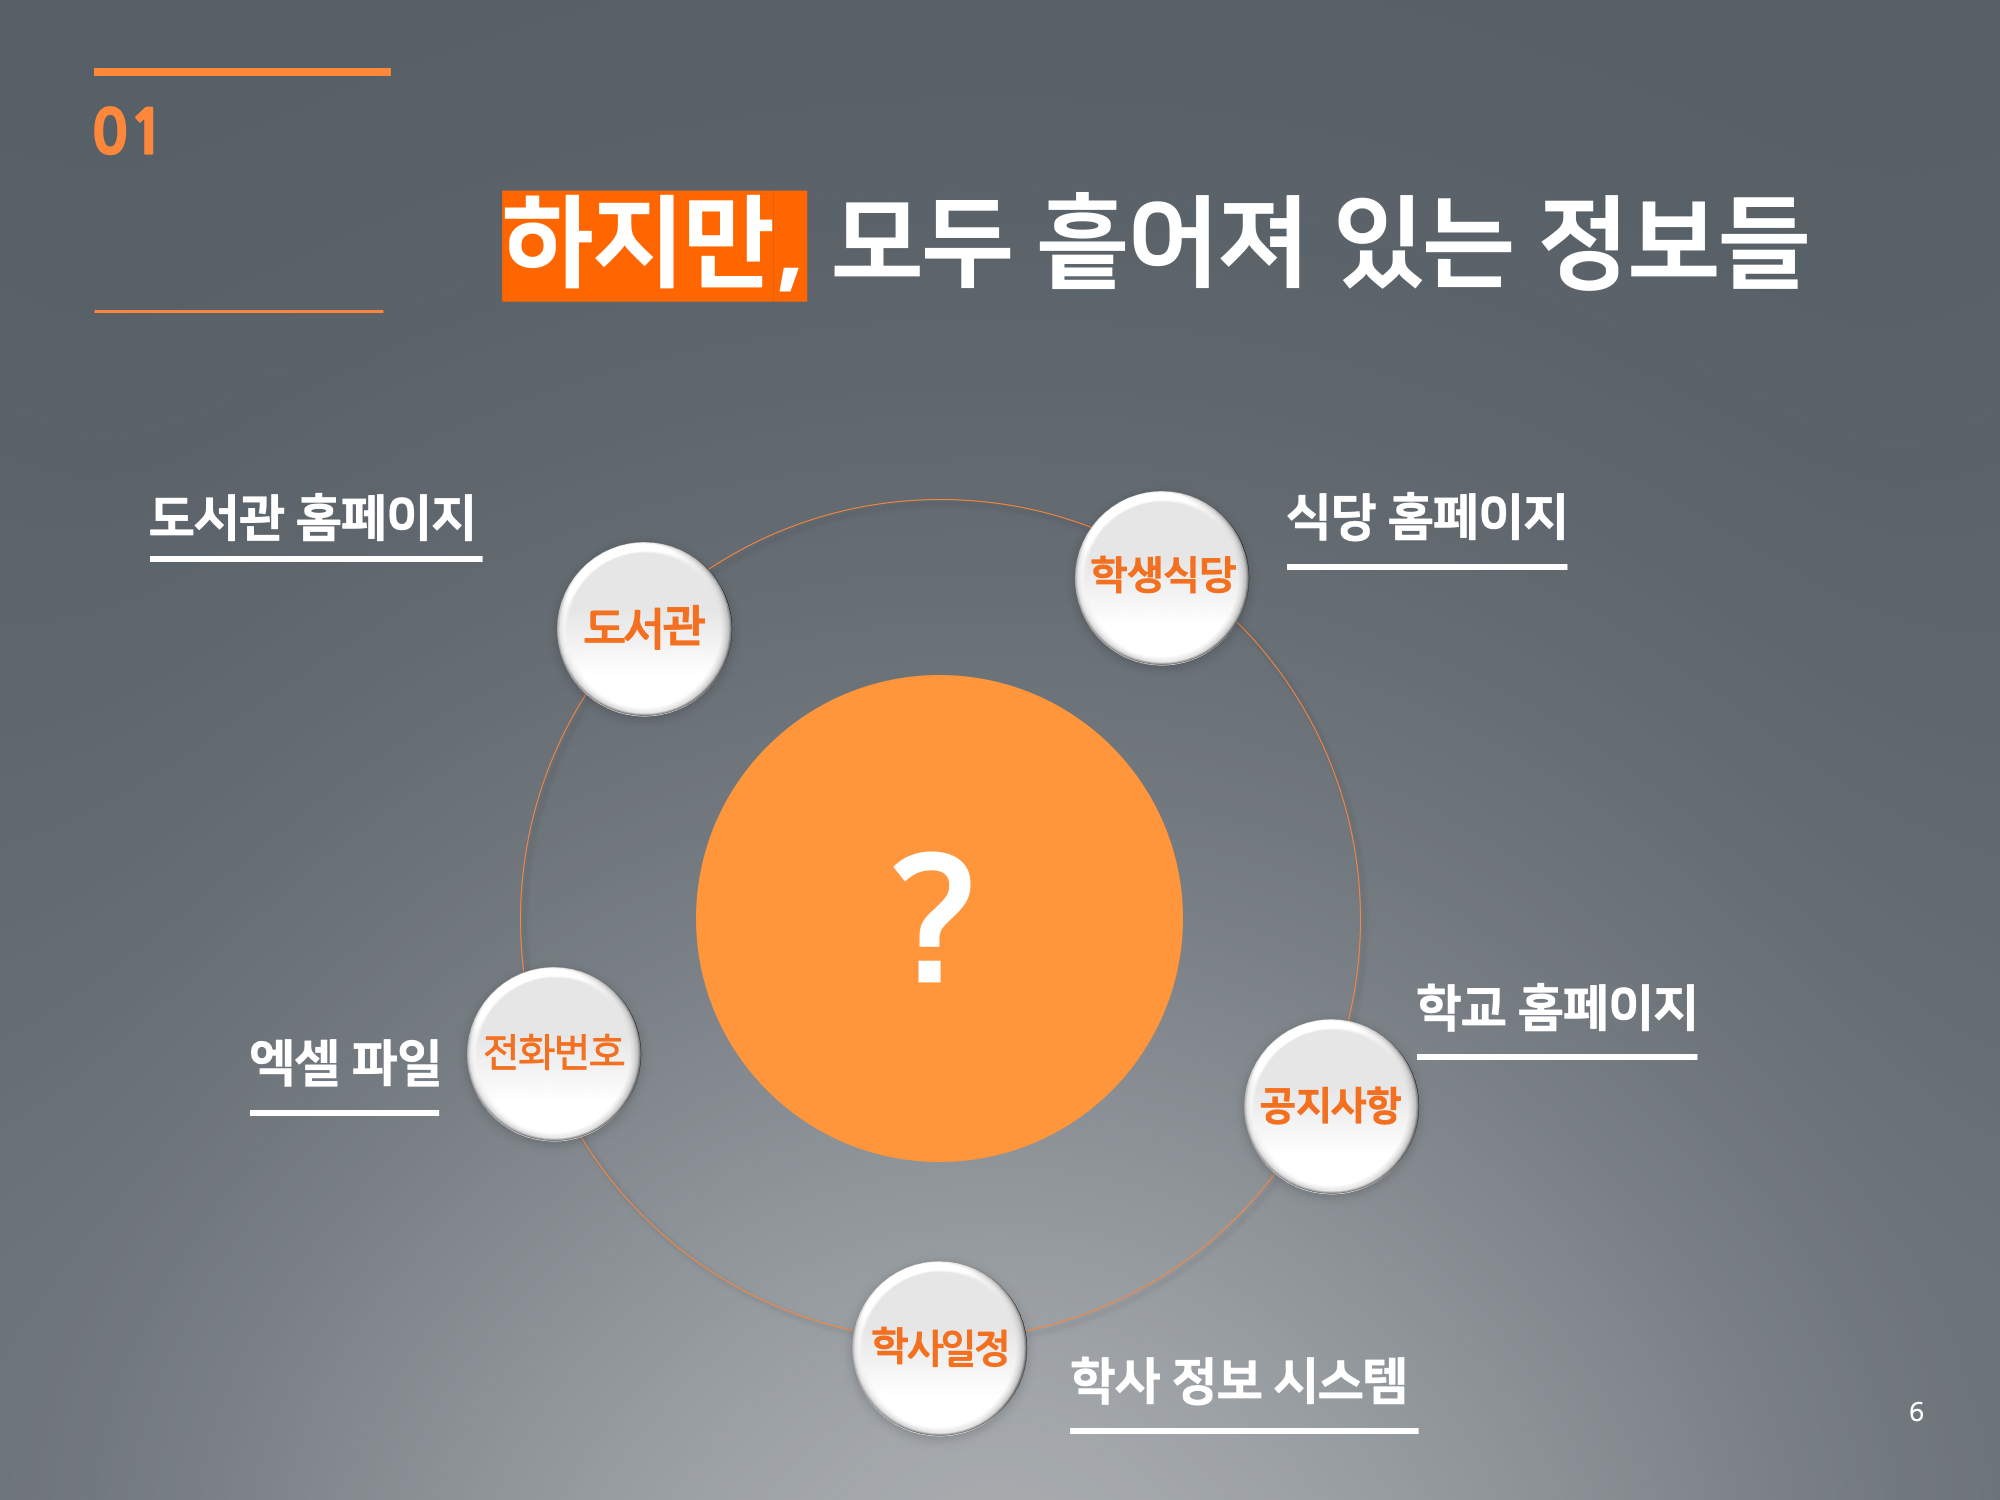 01
하지만, 모두 흩어져 있는 정보들
도서관 홈페이지
식당 홈페이지
학생식당
도서관
?
학교 홈페이지
엑셀 파일
전화번호
공지사항
학사일정
학사 정보 시스템
6